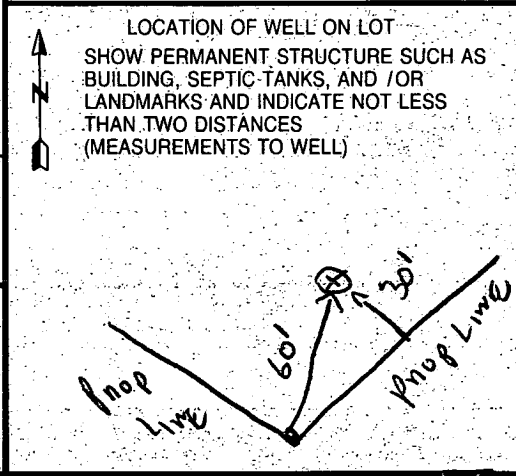 LOCATION OF WELL ON LOT
N
SHOW PERMANENT STRUCTURE SUCH AS
BUILDING, SEPTIC TANKS, AND / OR
LANDMARKS AND INDICATE NOT LESS
THAN TWO DISTANCES
(MEASUREMENTS TO WELL)
60'
30'
Prop
Line
Prop Line